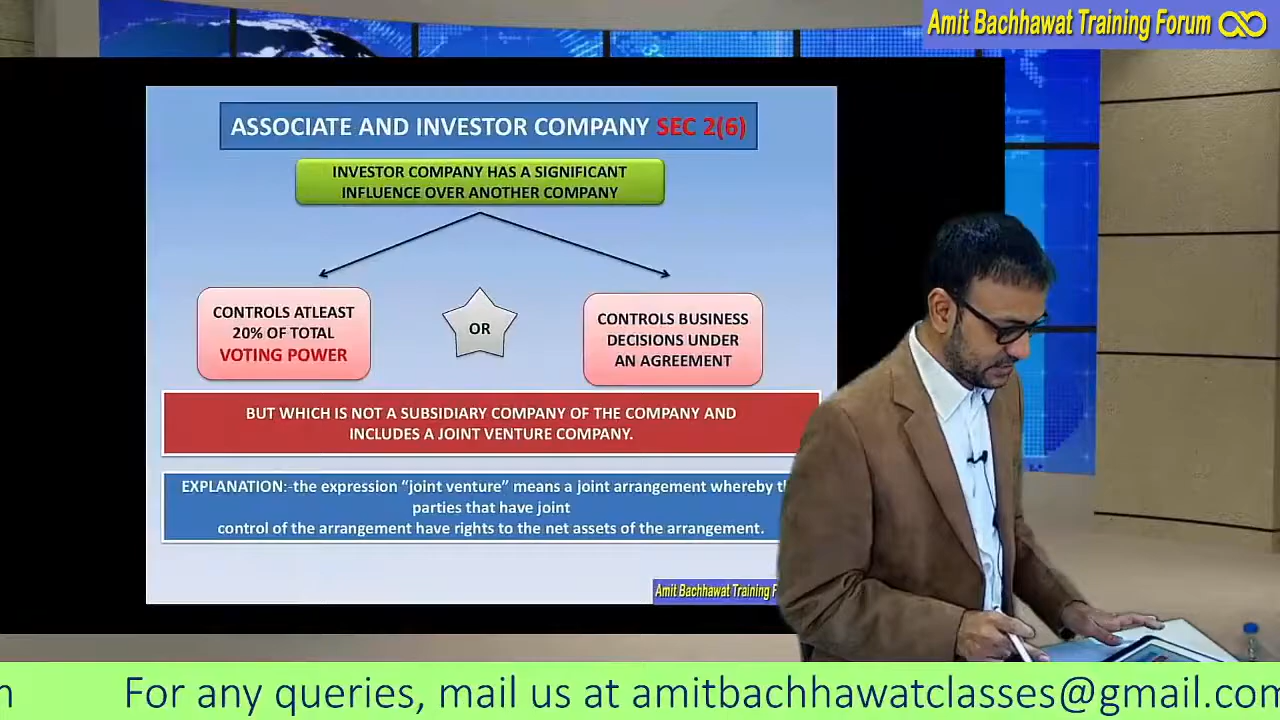 Amit Bachhawat Training Forum
ASSOCIATE AND INVESTOR COMPANY SEC 2(6)
INVESTOR COMPANY HAS A SIGNIFICANT
INFLUENCE OVER ANOTHER COMPANY
CONTROLS ATLEAST
20% OF TOTAL
VOTING POWER
OR
CONTROLS BUSINESS
DECISIONS UNDER
AN AGREEMENT
BUT WHICH IS NOT A SUBSIDIARY COMPANY OF THE COMPANY AND
INCLUDES A JOINT VENTURE COMPANY.
EXPLANATION:-the expression “joint venture” means a joint arrangement whereby
parties that have joint
control of the arrangement have rights to the net assets of the arrangement.
Amit Bachhawat Training
For any queries, mail us at amitbachhawatclasses@gmail.com